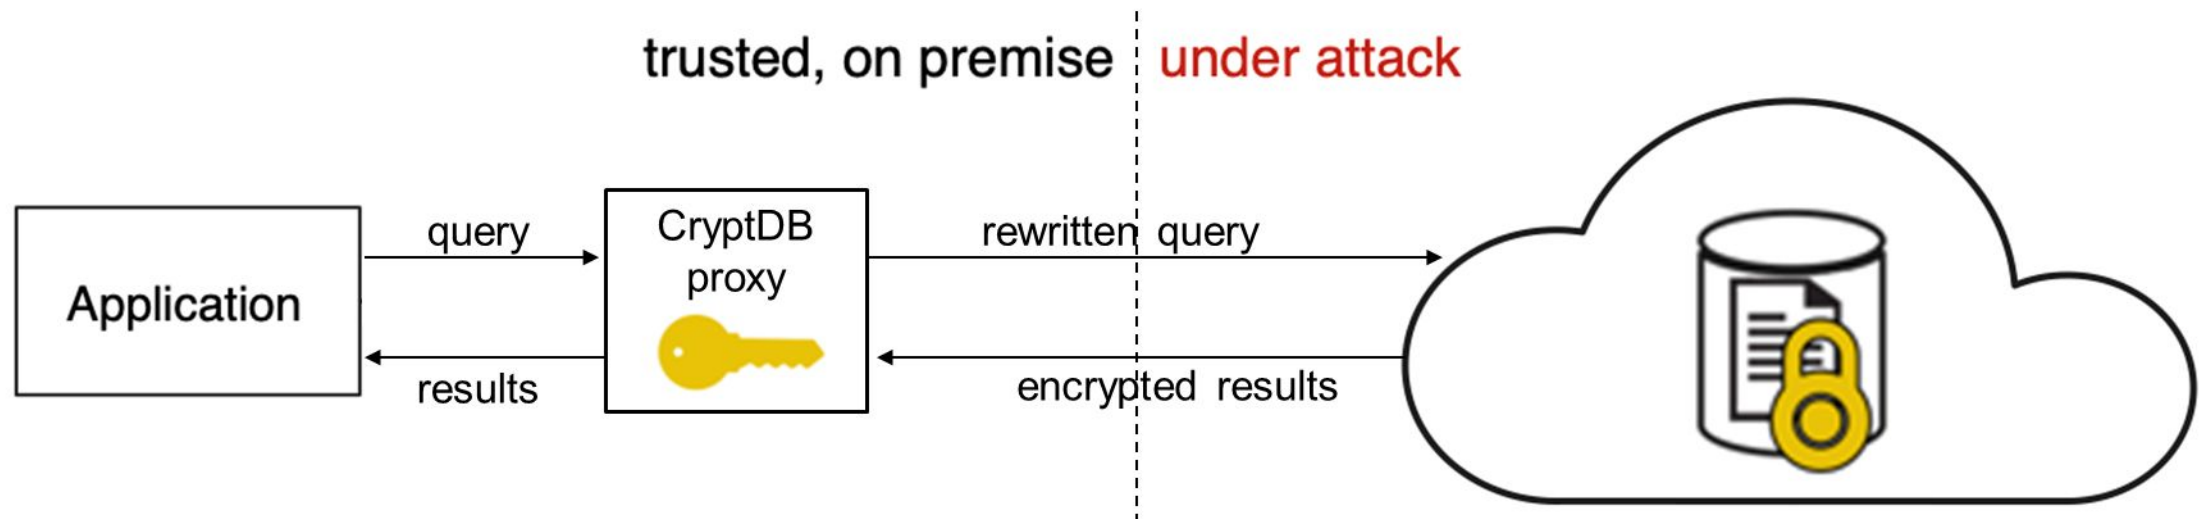 trusted, on premise
under attack
Application
query
results
CryptDB
proxy
rewritten query
encrypted results